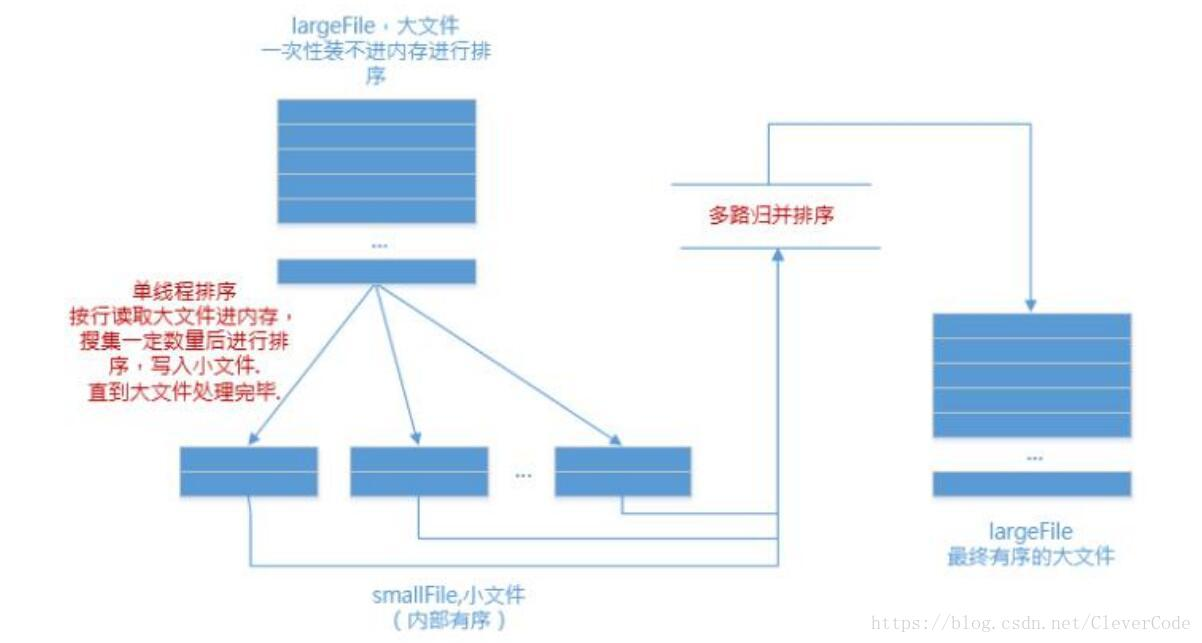 largeFile，大文件
一次性装不进内存进行排
序
...
单线程排序
按行读取大文件进内存，
搜集一定数量后进行排
序，写入小文件.
直到大文件处理完毕.
...
smallFile,小文件
（内部有序）
多路归并排序
...
largeFile
最终有序的大文件
https://blog.csdn.net/CleverCode